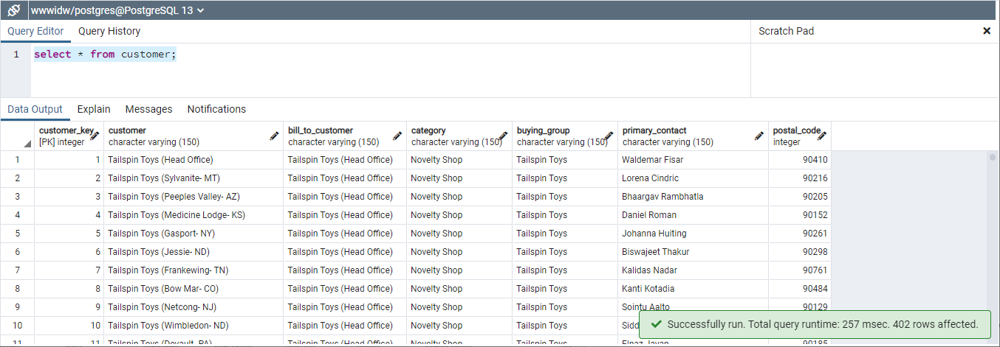 wwwidw/postgres@PostgreSQL 13
Query Editor Query History Scratch Pad
1 select * from customer;
Data Output Explain Messages Notifications
customer_key customer bill_to_customer category buying_group primary_contact postal_code
[PK] integer character varying (150) character varying (150) character varying (150) character varying (150) character varying (150) integer
1 1 Tailspin Toys (Head Office) Tailspin Toys (Head Office) Novelty Shop Tailspin Toys Waldemar Fisar 90410
2 2 Tailspin Toys (Sylvanite- MT) Tailspin Toys (Head Office) Novelty Shop Tailspin Toys Lorena Cindric 90216
3 3 Tailspin Toys (Peeples Valley- AZ) Tailspin Toys (Head Office) Novelty Shop Tailspin Toys Bhaargav Rambhatla 90205
4 4 Tailspin Toys (Medicine Lodge- KS) Tailspin Toys (Head Office) Novelty Shop Tailspin Toys Daniel Roman 90152
5 5 Tailspin Toys (Gasport- NY) Tailspin Toys (Head Office) Novelty Shop Tailspin Toys Johanna Huiting 90261
6 6 Tailspin Toys (Jessie- ND) Tailspin Toys (Head Office) Novelty Shop Tailspin Toys Biswajeet Thakur 90298
7 7 Tailspin Toys (Frankewing- TN) Tailspin Toys (Head Office) Novelty Shop Tailspin Toys Kalidas Nadar 90761
8 8 Tailspin Toys (Bow Mar- CO) Tailspin Toys (Head Office) Novelty Shop Tailspin Toys Kanti Kotadia 90484
9 9 Tailspin Toys (Netcong- NJ) Tailspin Toys (Head Office) Novelty Shop Tailspin Toys Sointu Aalto 90129
10 10 Tailspin Toys (Wimbledon- ND) Tailspin Toys (Head Office) Novelty Shop Tailspin Toys
Successfully run. Total query runtime: 257 msec. 402 rows affected.
11 11 Tailspin Toys (Devault- PA) Tailspin Toys (Head Office) Novelty Shop Tailspin Toys Elnaz Javan 90185